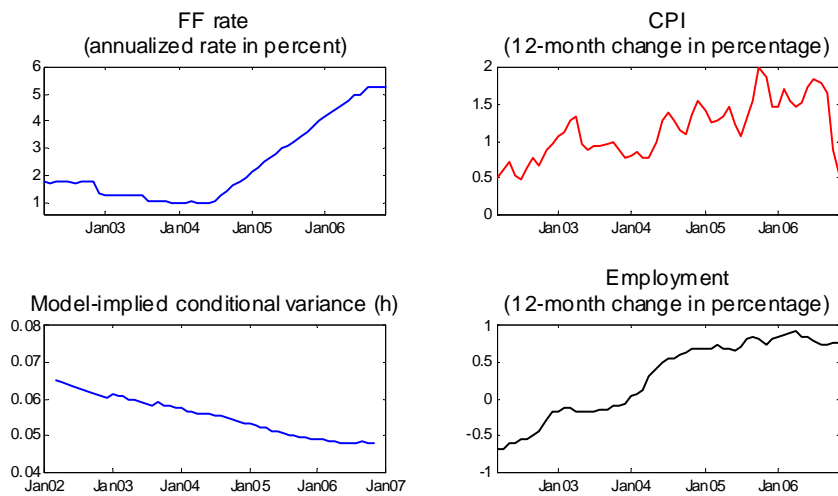 FF rate
(annualized rate in percent)
6
5
4
3
2
1
Jan03 Jan04 Jan05 Jan06
CPI
(12-month change in percentage)
2
1.5
1
0.5
0
Jan03 Jan04 Jan05 Jan06
Model-implied conditional variance (h)
0.08
0.07
0.06
0.05
0.04
Jan02 Jan03 Jan04 Jan05 Jan06 Jan07
Employment
(12-month change in percentage)
1
0.5
0
-0.5
-1
Jan03 Jan04 Jan05 Jan06